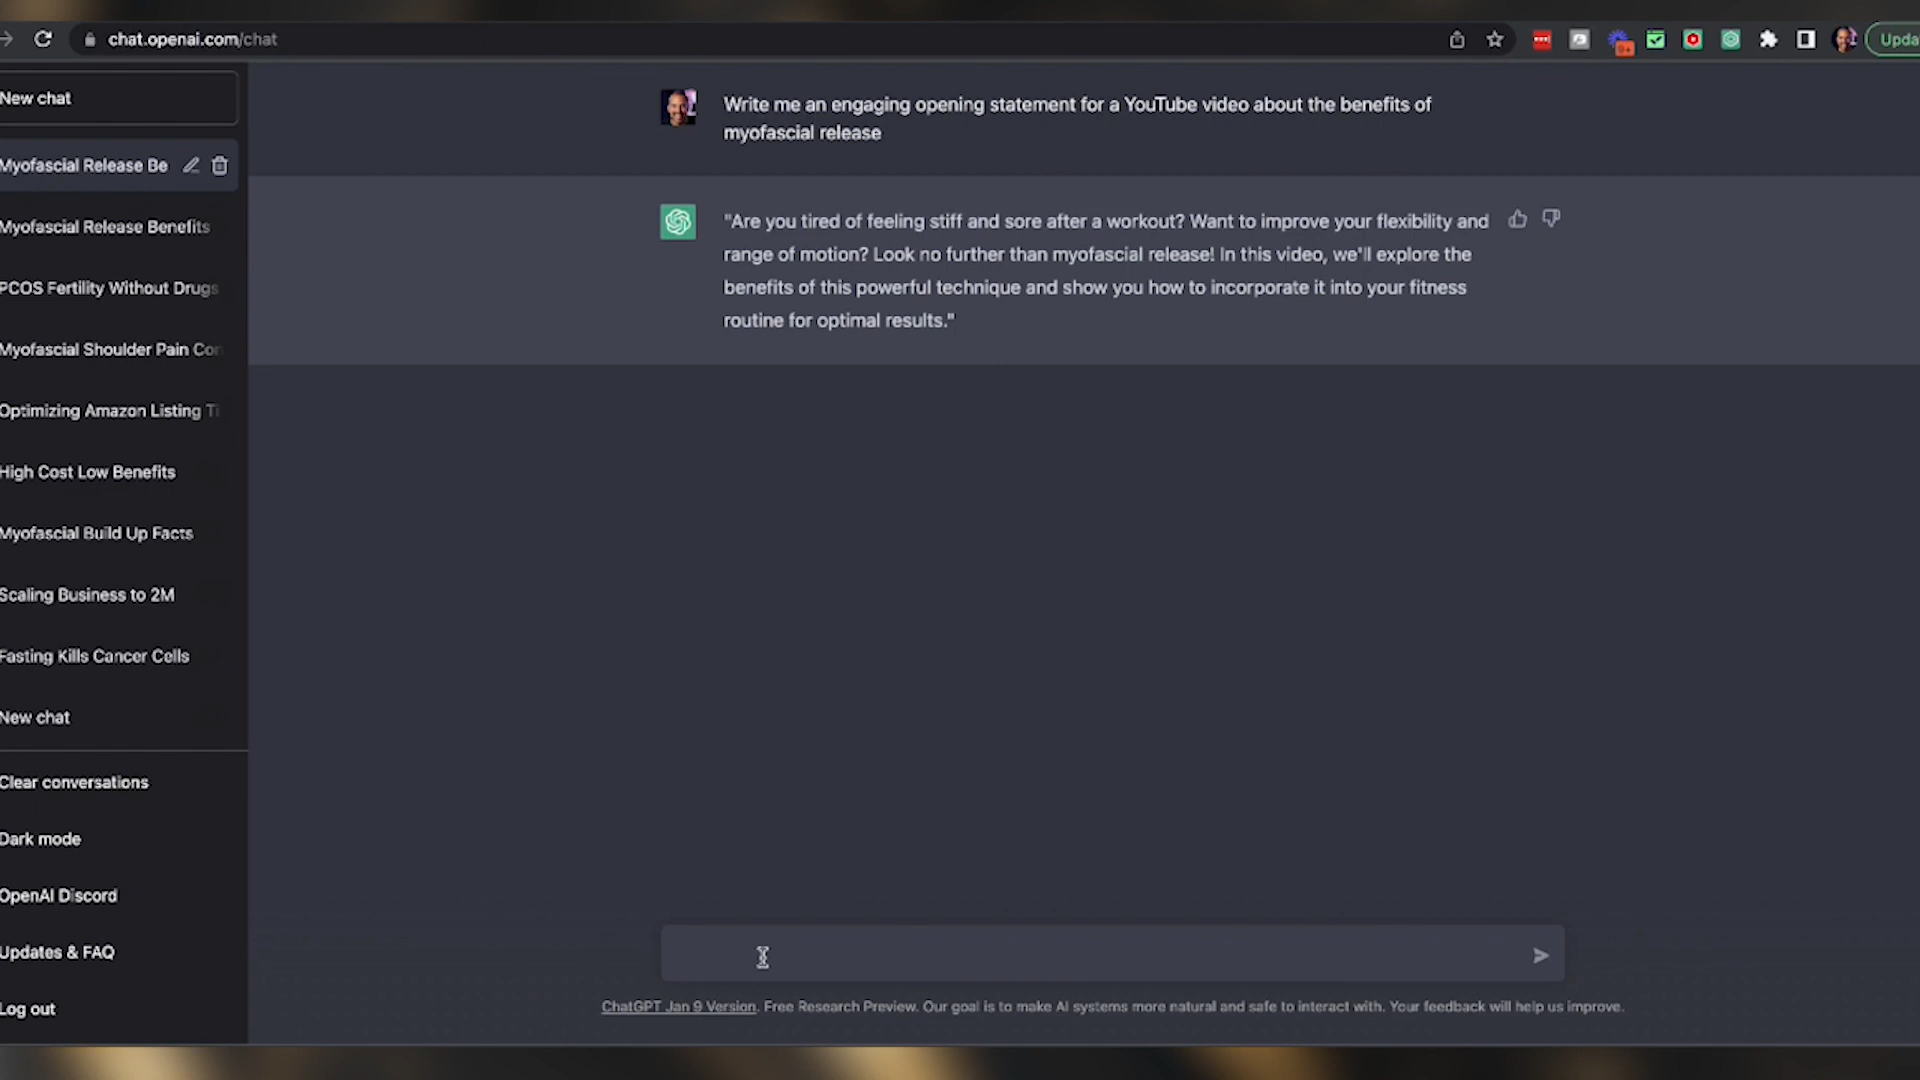 chat.openai.com/chat
Upda
New chat
Myofascial Release Be
Myofascial Release Benefits
PCOS Fertility Without Drugs
Myofascial Shoulder Pain Con
Optimizing Amazon Listing Ti
High Cost Low Benefits
Myofascial Build Up Facts
Scaling Business to 2M
Fasting Kills Cancer Cells
New chat
Clear conversations
Dark mode
OpenAI Discord
Updates & FAQ
Log out
Write me an engaging opening statement for a YouTube video about the benefits of
myofascial release
"Are you tired of feeling stiff and sore after a workout? Want to improve your flexibility and
range of motion? Look no further than myofascial release! In this video, we'll explore the
benefits of this powerful technique and show you how to incorporate it into your fitness
routine for optimal results."
ChatGPT Jan 9 Version. Free Research Preview. Our goal is to make AI systems more natural and safe to interact with. Your feedback will help us improve.